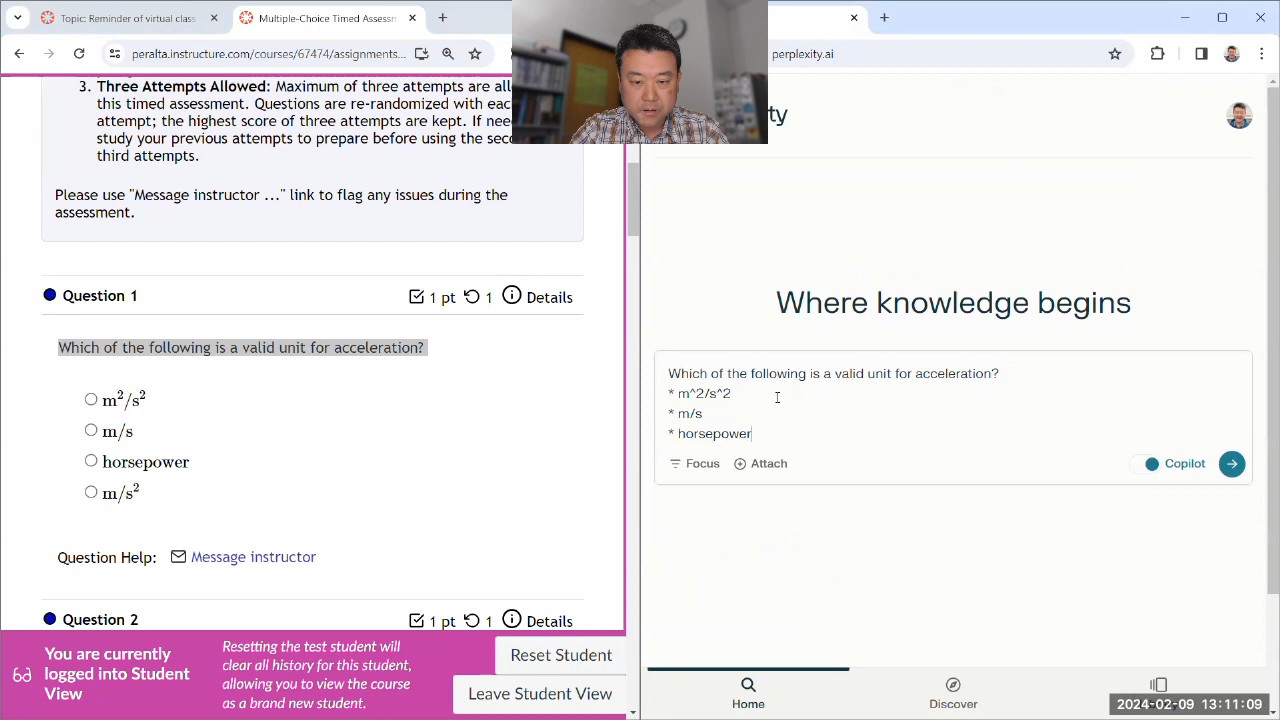 Topic: Reminder of virtual class
Multiple-Choice Timed Assessm
peralta.instructure.com/courses/67474/assignments...
perplexity.ai
3. Three Attempts Allowed: Maximum of three attempts are all
this timed assessment. Questions are re-randomized with each
attempt; the highest score of three attempts are kept. If nee
study your previous attempts to prepare before using the seco
third attempts.
Please use "Message instructor ..." link to flag any issues during the
assessment.
Question 1
1 pt
1
Details
Which of the following is a valid unit for acceleration?
m²/s²
m/s
horsepower
m/s²
Question Help:
Message instructor
Question 2
1 pt
1
Details
You are currently
logged into Student
View
Resetting the test student will
clear all history for this student,
allowing you to view the course
as a brand new student.
Reset Student
Leave Student View
ty
Where knowledge begins
Which of the following is a valid unit for acceleration?
* m^2/s^2
* m/s
* horsepower
Focus
Attach
Copilot
Home
Discover
2024-02-09 13:11:09